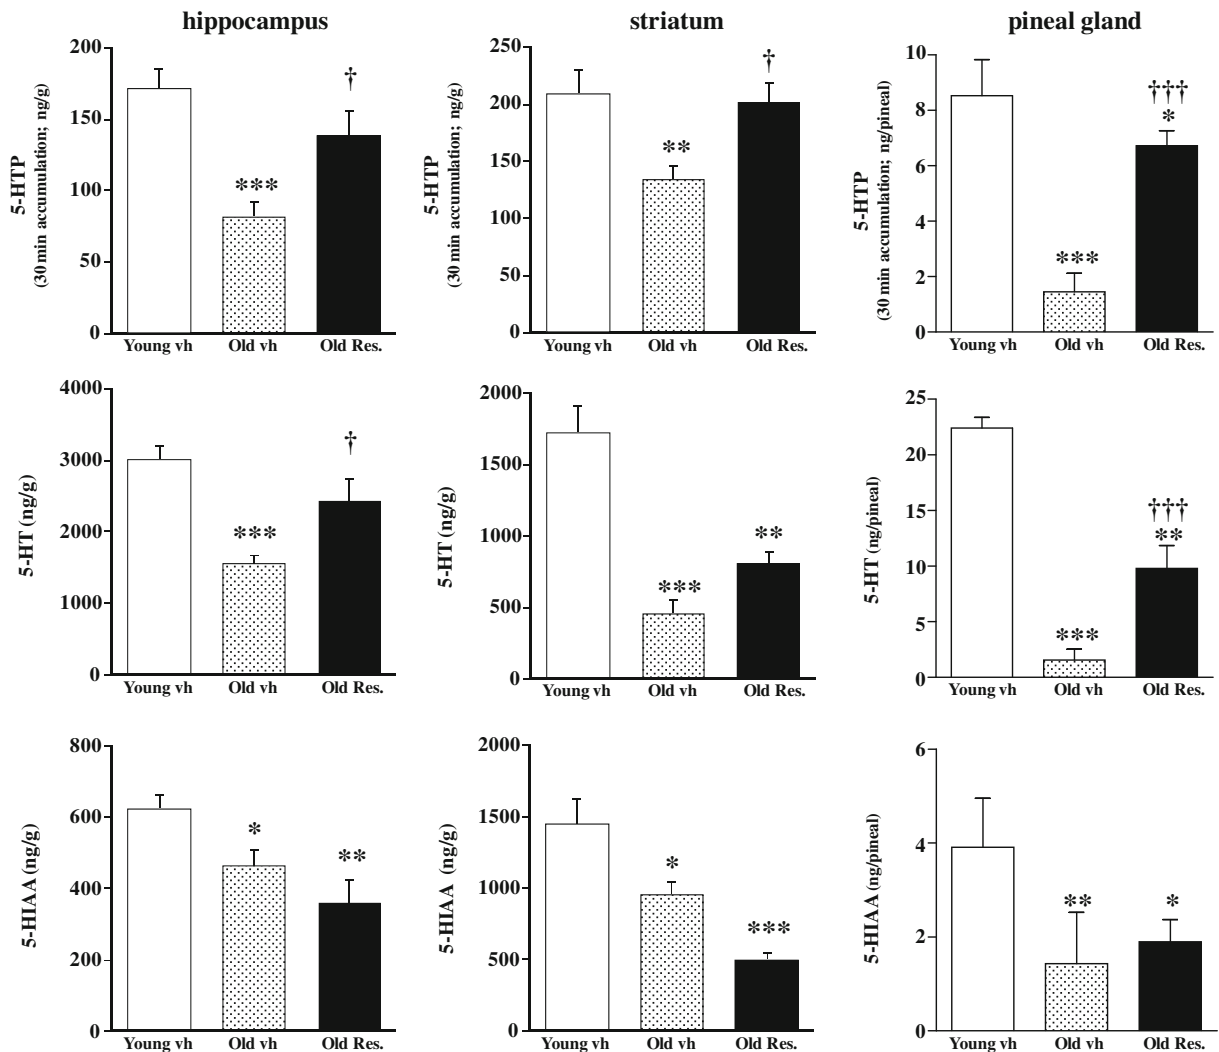 hippocampus
striatum
pineal gland
5-HTP
(30 min accumulation; ng/g)
200
150
100
50
0
***
†
Young vh
Old vh
Old Res.
5-HTP
(30 min accumulation; ng/g)
250
200
150
100
50
0
**
†
Young vh
Old vh
Old Res.
5-HTP
(30 min accumulation; ng/pineal)
10
8
6
4
2
0
***
†††
*
Young vh
Old vh
Old Res.
5-HT (ng/g)
4000
3000
2000
1000
0
***
†
Young vh
Old vh
Old Res.
5-HT (ng/g)
2000
1500
1000
500
0
***
**
Young vh
Old vh
Old Res.
5-HT (ng/pineal)
25
20
15
10
5
0
***
†††
**
Young vh
Old vh
Old Res.
5-HIAA (ng/g)
800
600
400
200
0
*
**
Young vh
Old vh
Old Res.
5-HIAA (ng/g)
2000
1500
1000
500
0
*
***
Young vh
Old vh
Old Res.
5-HIAA (ng/pineal)
6
4
2
0
**
*
Young vh
Old vh
Old Res.